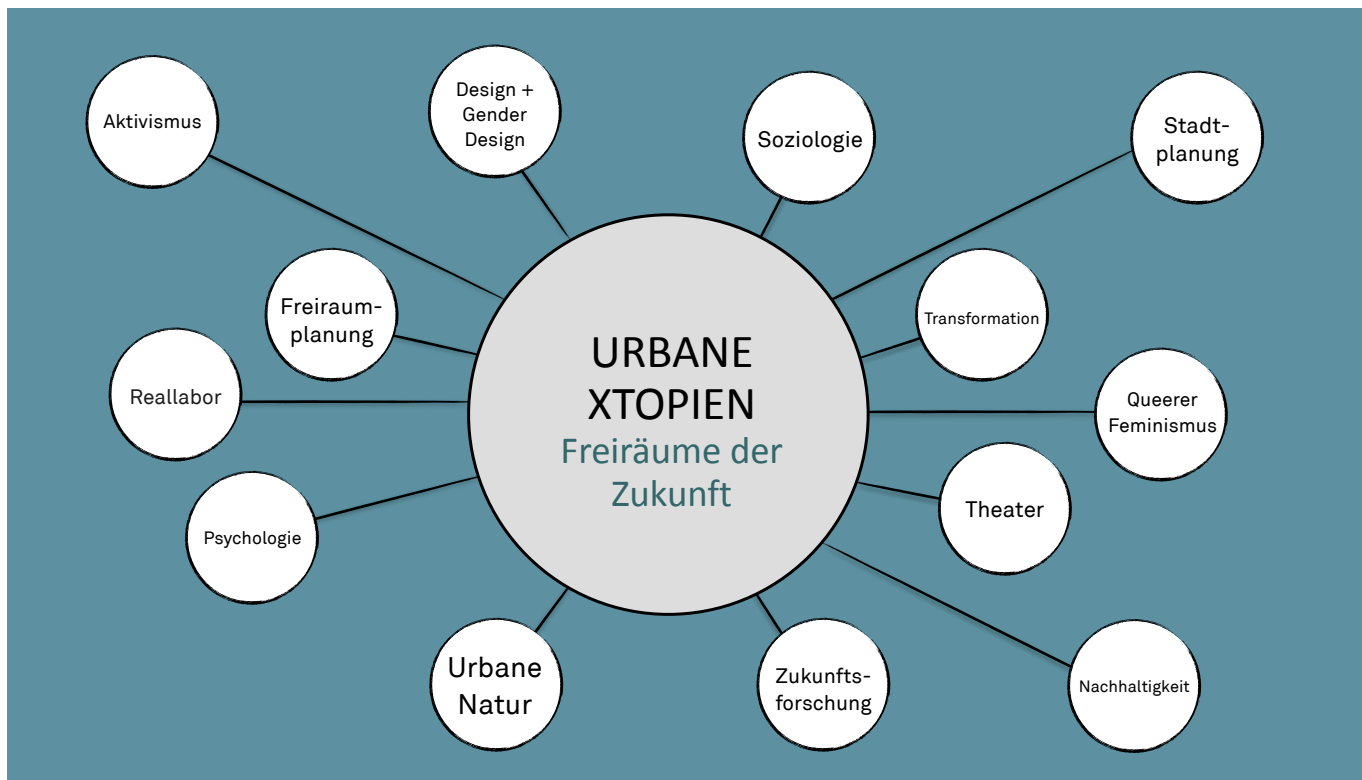 Aktivismus
Design +
Gender
Design
Soziologie
Stadt-
planung
Freiraum-
planung
Transformation
Reallabor
URBANE
XTOPIEN
Freiräume der
Zukunft
Queerer
Feminismus
Psychologie
Theater
Urbane
Natur
Zukunfts-
forschung
Nachhaltigkeit